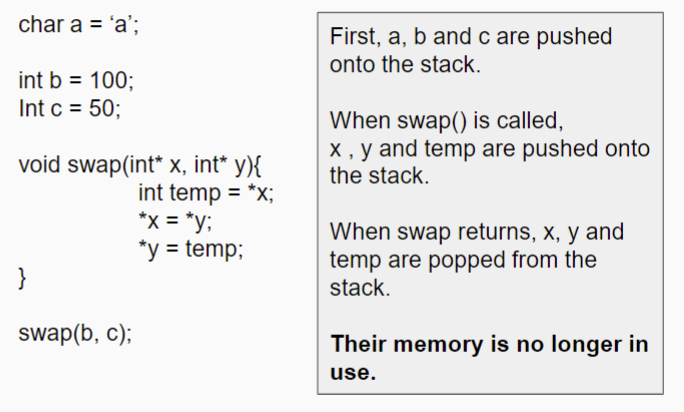 char a = ‘a’;
int b = 100;
Int c = 50;
void swap(int* x, int* y){
int temp = *x;
*x = *y;
*y = temp;
}
swap(b, c);
First, a, b and c are pushed
onto the stack.
When swap() is called,
x , y and temp are pushed onto
the stack.
When swap returns, x, y and
temp are popped from the
stack.
Their memory is no longer in
use.